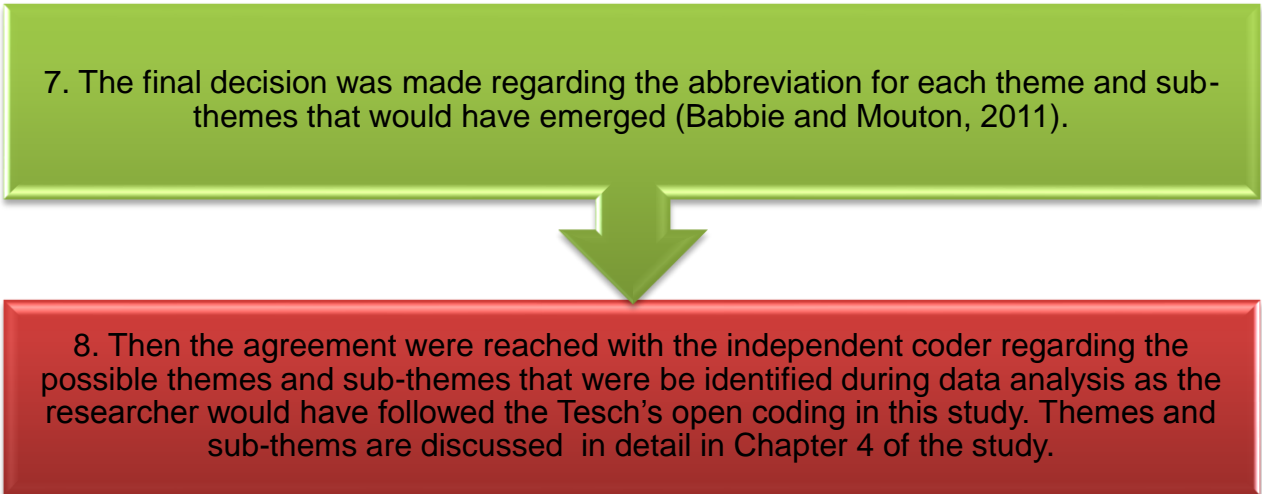 7. The final decision was made regarding the abbreviation for each theme and sub-
themes that would have emerged (Babbie and Mouton, 2011).
8. Then the agreement were reached with the independent coder regarding the
possible themes and sub-themes that were be identified during data analysis as the
researcher would have followed the Tesch’s open coding in this study. Themes and
sub-thems are discussed  in detail in Chapter 4 of the study.